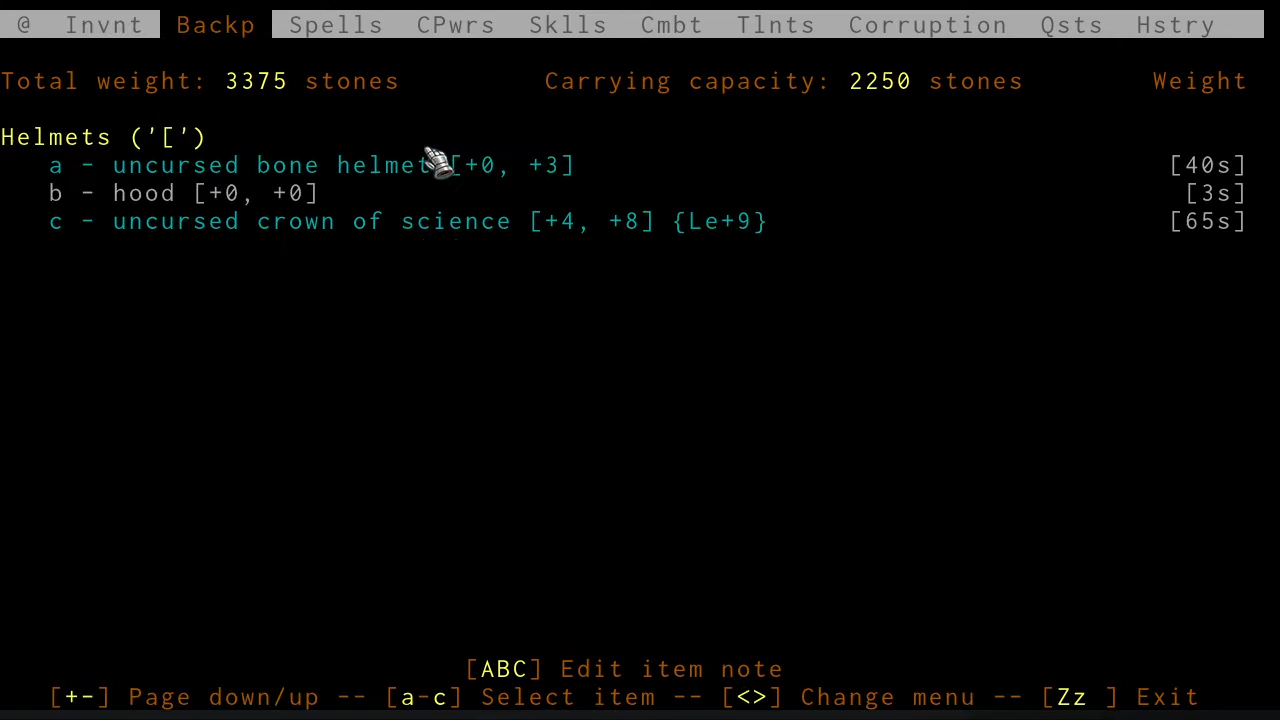 @ Invnt Backp Spells CPwrs Sklls Cmbt Tlnts Corruption Qsts Hstry
Total weight: 3375 stones Carrying capacity: 2250 stones Weight
Helmets ('[')
a - uncursed bone helmet [+0, +3] [40s]
b - hood [+0, +0] [3s]
c - uncursed crown of science [+4, +8] {Le+9} [65s]
[ABC] Edit item note
[+-] Page down/up -- [a-c] Select item -- [<>] Change menu -- [Zz ] Exit